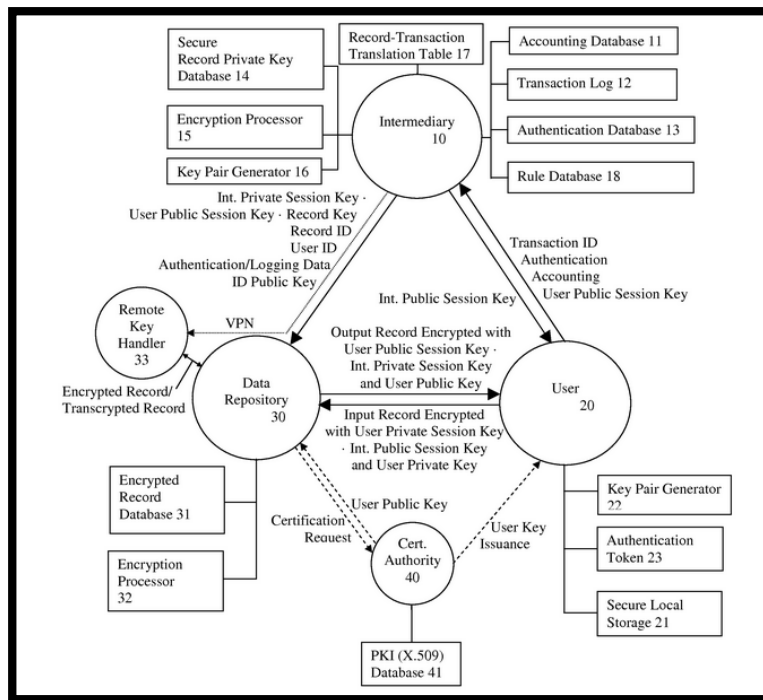 Secure
Record Private Key
Database 14
Record-Transaction
Translation Table 17
Accounting Database 11
Transaction Log 12
Encryption Processor
15
Intermediary
10
Authentication Database 13
Key Pair Generator 16
Rule Database 18
Int. Private Session Key ·
User Public Session Key · Record Key
Record ID
User ID
Authentication/Logging Data
ID Public Key
Transaction ID
Authentication
Accounting
User Public Session Key
Int. Public Session Key
Remote
Key
Handler
33
VPN
Output Record Encrypted with
User Public Session Key ·
Int. Private Session Key
and User Public Key
Encrypted Record/
Transcrypted Record
Data
Repository
30
User
20
Input Record Encrypted
with User Private Session Key
· Int. Public Session Key
and User Private Key
Encrypted
Record
Database 31
User Public Key
Certification
Request
User Key
Issuance
Key Pair Generator
22
Encryption
Processor
32
Cert.
Authority
40
Authentication
Token 23
Secure Local
Storage 21
PKI (X.509)
Database 41